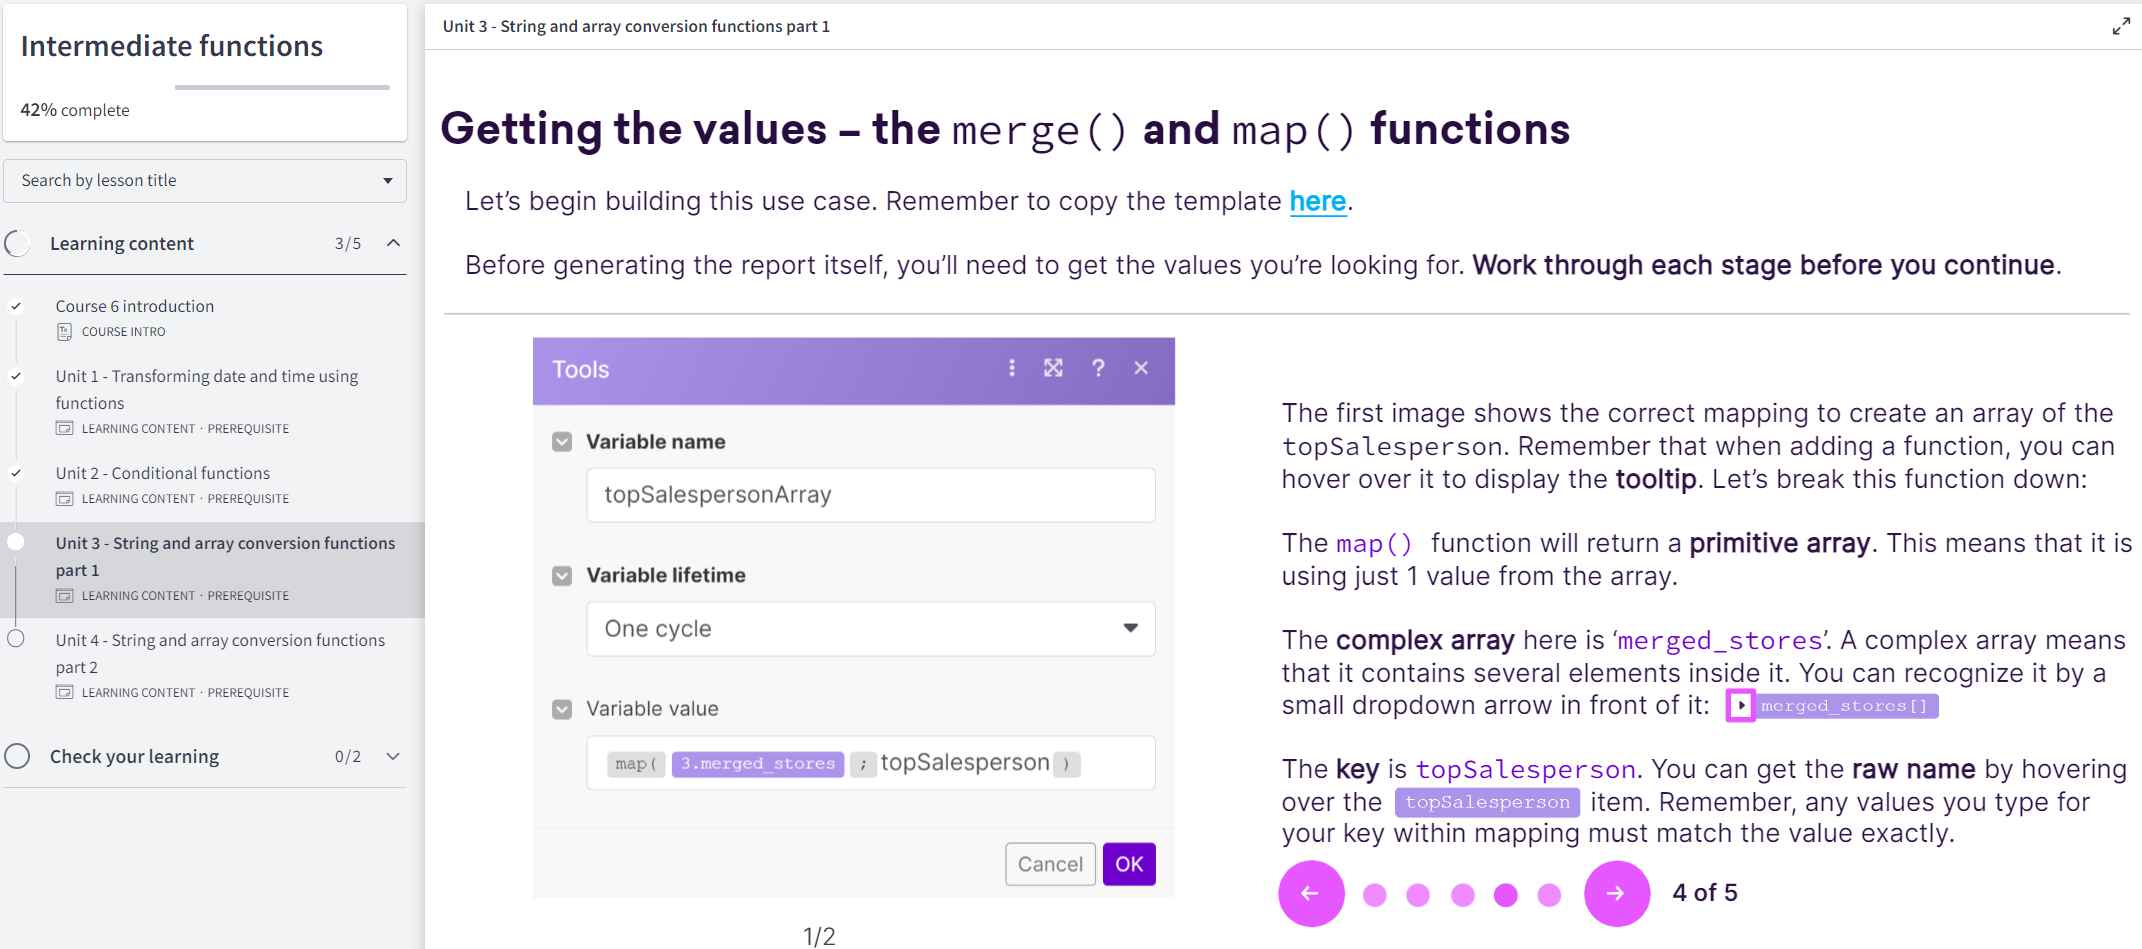 Intermediate functions
42% complete
Search by lesson title
Learning content 3/5
Course 6 introduction
COURSE INTRO
Unit 1 - Transforming date and time using
functions
LEARNING CONTENT · PREREQUISITE
Unit 2 - Conditional functions
LEARNING CONTENT · PREREQUISITE
Unit 3 - String and array conversion functions
part 1
LEARNING CONTENT · PREREQUISITE
Unit 4 - String and array conversion functions
part 2
LEARNING CONTENT · PREREQUISITE
Check your learning 0/2
Unit 3 - String and array conversion functions part 1
Getting the values – the merge() and map() functions
Let's begin building this use case. Remember to copy the template here.
Before generating the report itself, you'll need to get the values you're looking for. Work through each stage before you continue.
Tools ?
Variable name
topSalespersonArray
Variable lifetime
One cycle
Variable value
map( 3.merged_stores ; topSalesperson )
Cancel OK
1/2
The first image shows the correct mapping to create an array of the
topSalesperson. Remember that when adding a function, you can
hover over it to display the tooltip. Let's break this function down:
The map() function will return a primitive array. This means that it is
using just 1 value from the array.
The complex array here is 'merged_stores'. A complex array means
that it contains several elements inside it. You can recognize it by a
small dropdown arrow in front of it: merged_stores[]
The key is topSalesperson. You can get the raw name by hovering
over the topSalesperson item. Remember, any values you type for
your key within mapping must match the value exactly.
4 of 5